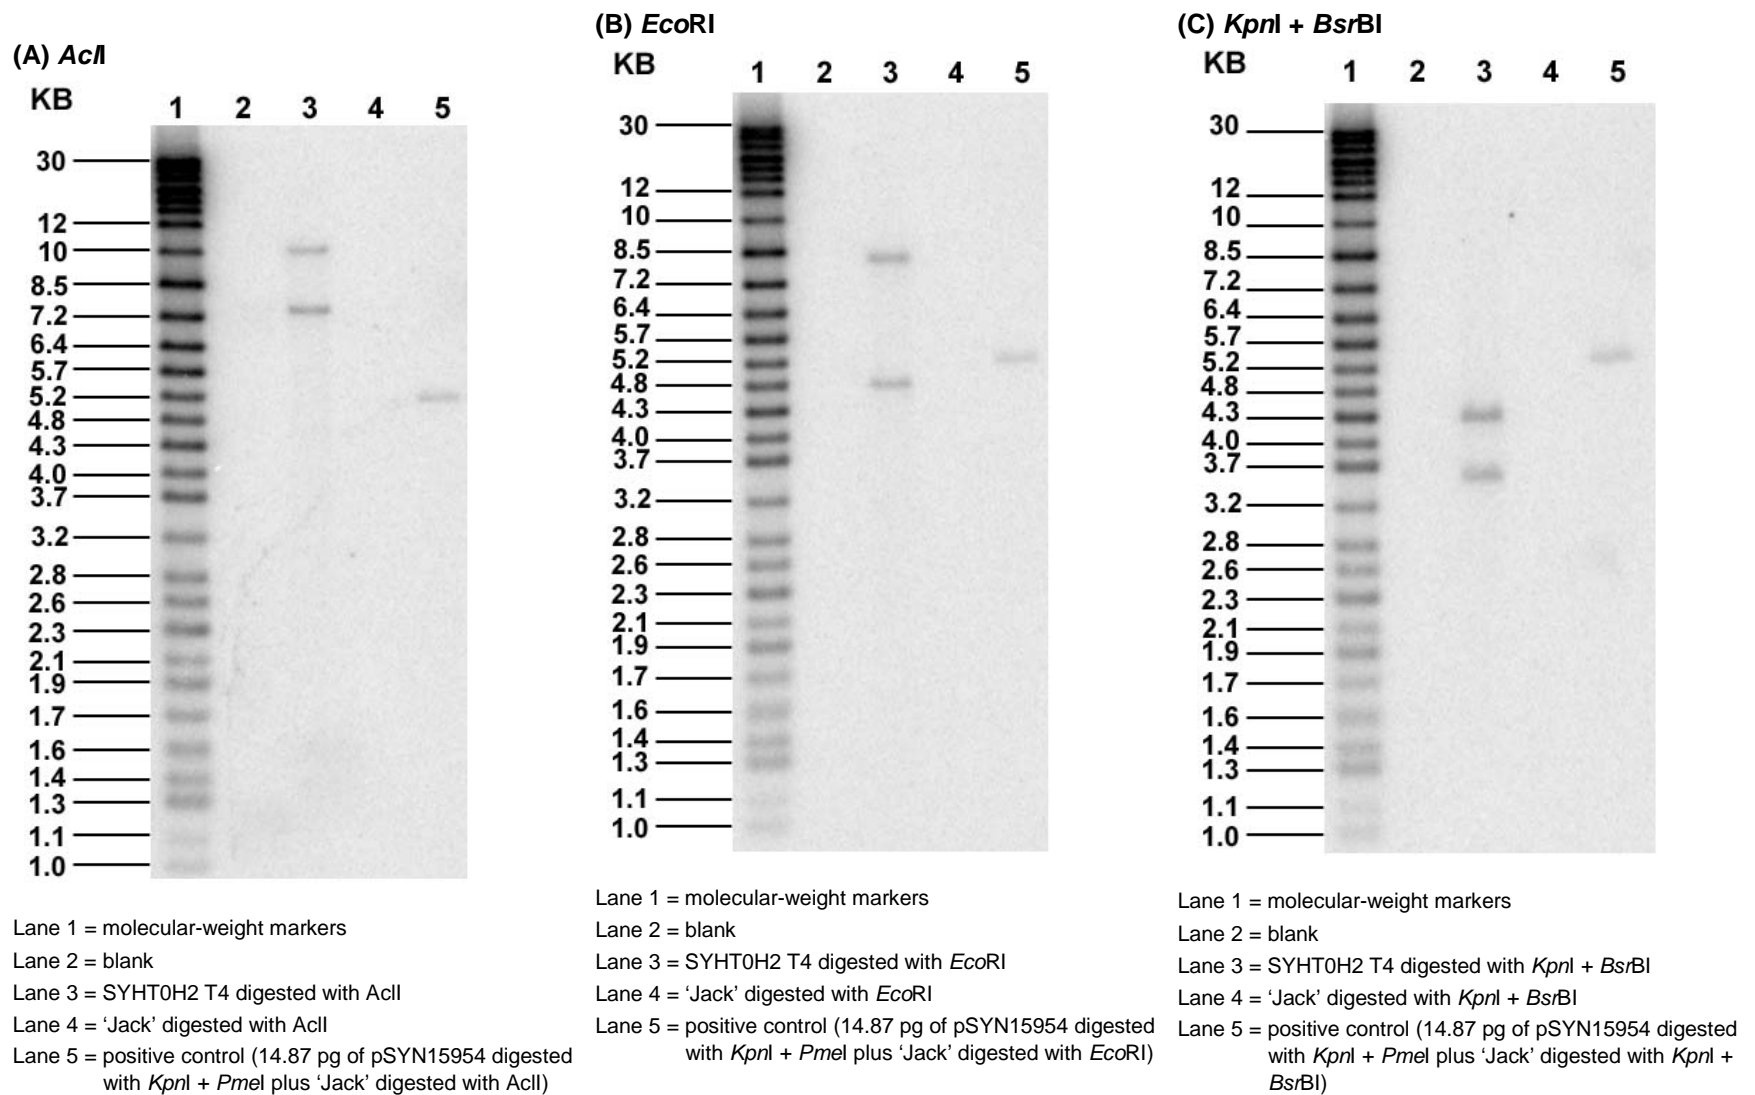 (A) AclI
KB
1 2 3 4 5
30
12
10
8.5
7.2
6.4
5.7
5.2
4.8
4.3
4.0
3.7
3.2
2.8
2.6
2.3
2.1
1.9
1.7
1.6
1.4
1.3
1.1
1.0
Lane 1 = molecular-weight markers
Lane 2 = blank
Lane 3 = SYHT0H2 T4 digested with AclI
Lane 4 = ‘Jack’ digested with AclI
Lane 5 = positive control (14.87 pg of pSYN15954 digested
with KpnI + PmeI plus ‘Jack’ digested with AclI)
(B) EcoRI
KB
1 2 3 4 5
30
12
10
8.5
7.2
6.4
5.7
5.2
4.8
4.3
4.0
3.7
3.2
2.8
2.6
2.3
2.1
1.9
1.7
1.6
1.4
1.3
1.1
1.0
Lane 1 = molecular-weight markers
Lane 2 = blank
Lane 3 = SYHT0H2 T4 digested with EcoRI
Lane 4 = ‘Jack’ digested with EcoRI
Lane 5 = positive control (14.87 pg of pSYN15954 digested
with KpnI + PmeI plus ‘Jack’ digested with EcoRI)
(C) KpnI + BsrBI
KB
1 2 3 4 5
30
12
10
8.5
7.2
6.4
5.7
5.2
4.8
4.3
4.0
3.7
3.2
2.8
2.6
2.3
2.1
1.9
1.7
1.6
1.4
1.3
1.1
1.0
Lane 1 = molecular-weight markers
Lane 2 = blank
Lane 3 = SYHT0H2 T4 digested with KpnI + BsrBI
Lane 4 = ‘Jack’ digested with KpnI + BsrBI
Lane 5 = positive control (14.87 pg of pSYN15954 digested
with KpnI + PmeI plus ‘Jack’ digested with KpnI +
BsrBI)